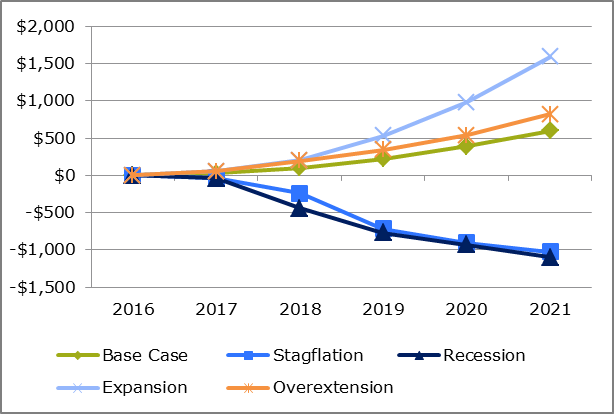 $2,000
$1,500
$1,000
$500
$0
-$500
-$1,000
-$1,500
2016 2017 2018 2019 2020 2021
Base Case Stagflation Recession
Expansion Overextension